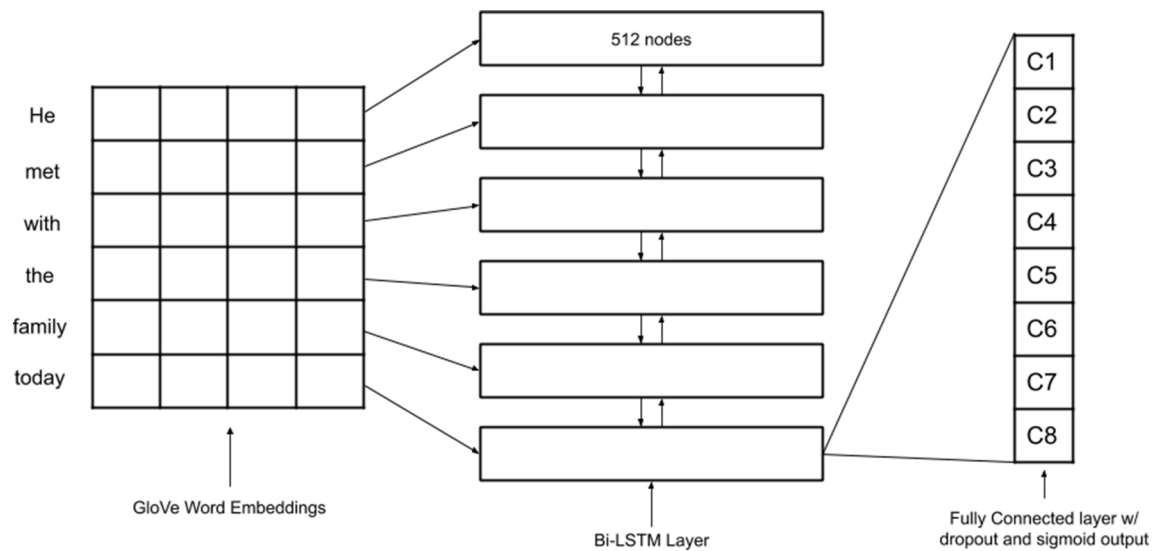 He
met
with
the
family
today
GloVe Word Embeddings
512 nodes
Bi-LSTM Layer
C1
C2
C3
C4
C5
C6
C7
C8
Fully Connected layer w/
dropout and sigmoid output